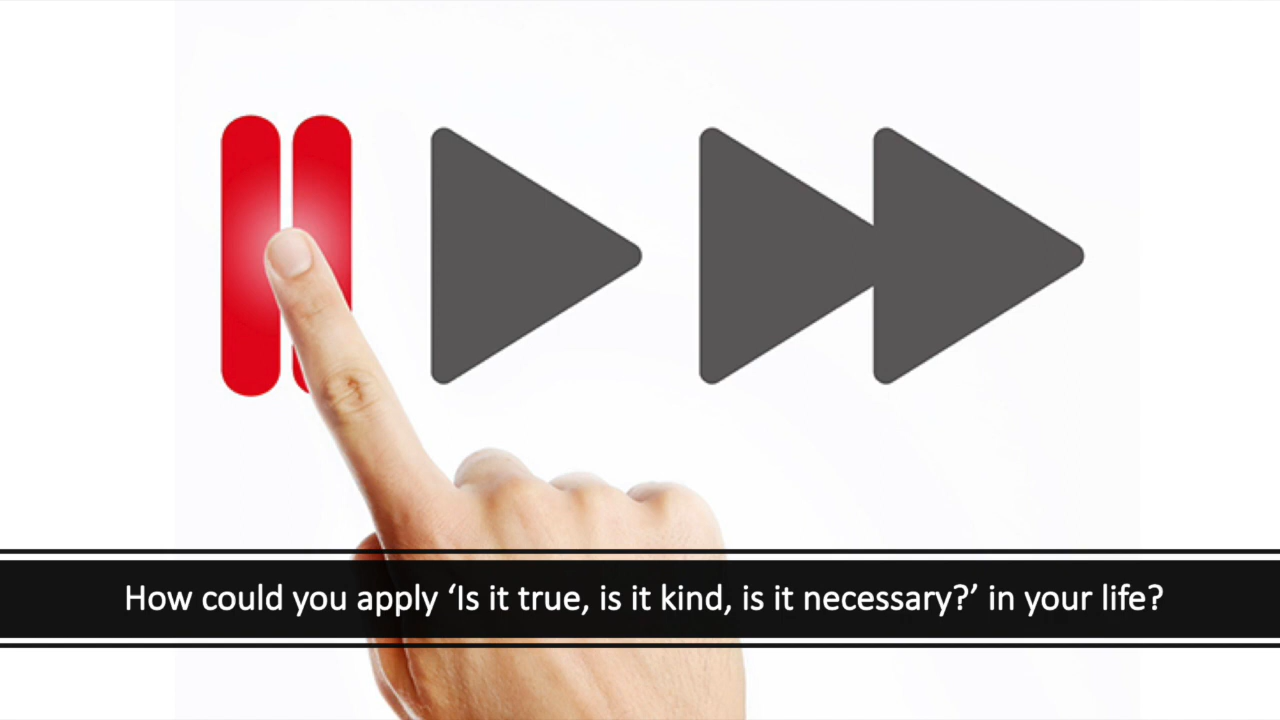 How could you apply ‘Is it true, is it kind, is it necessary?’ in your life?